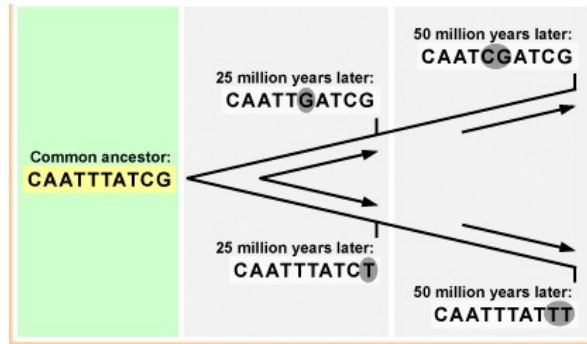 50 million years later:
CAATCGATCG
25 million years later:
CAATTGATCG
Common ancestor:
CAATTTATCG
25 million years later:
CAATTTATCT
50 million years later:
CAATTTATTT